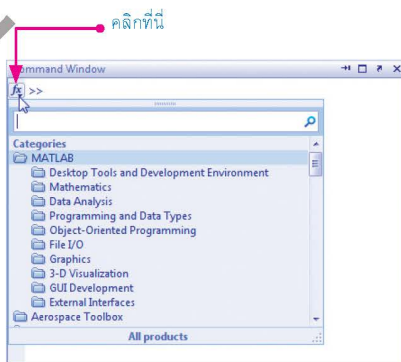 คลิกที่นี่
Command Window
fx >>
Categories
MATLAB
Desktop Tools and Development Environment
Mathematics
Data Analysis
Programming and Data Types
Object-Oriented Programming
File I/O
Graphics
3-D Visualization
GUI Development
External Interfaces
Aerospace Toolbox
All products